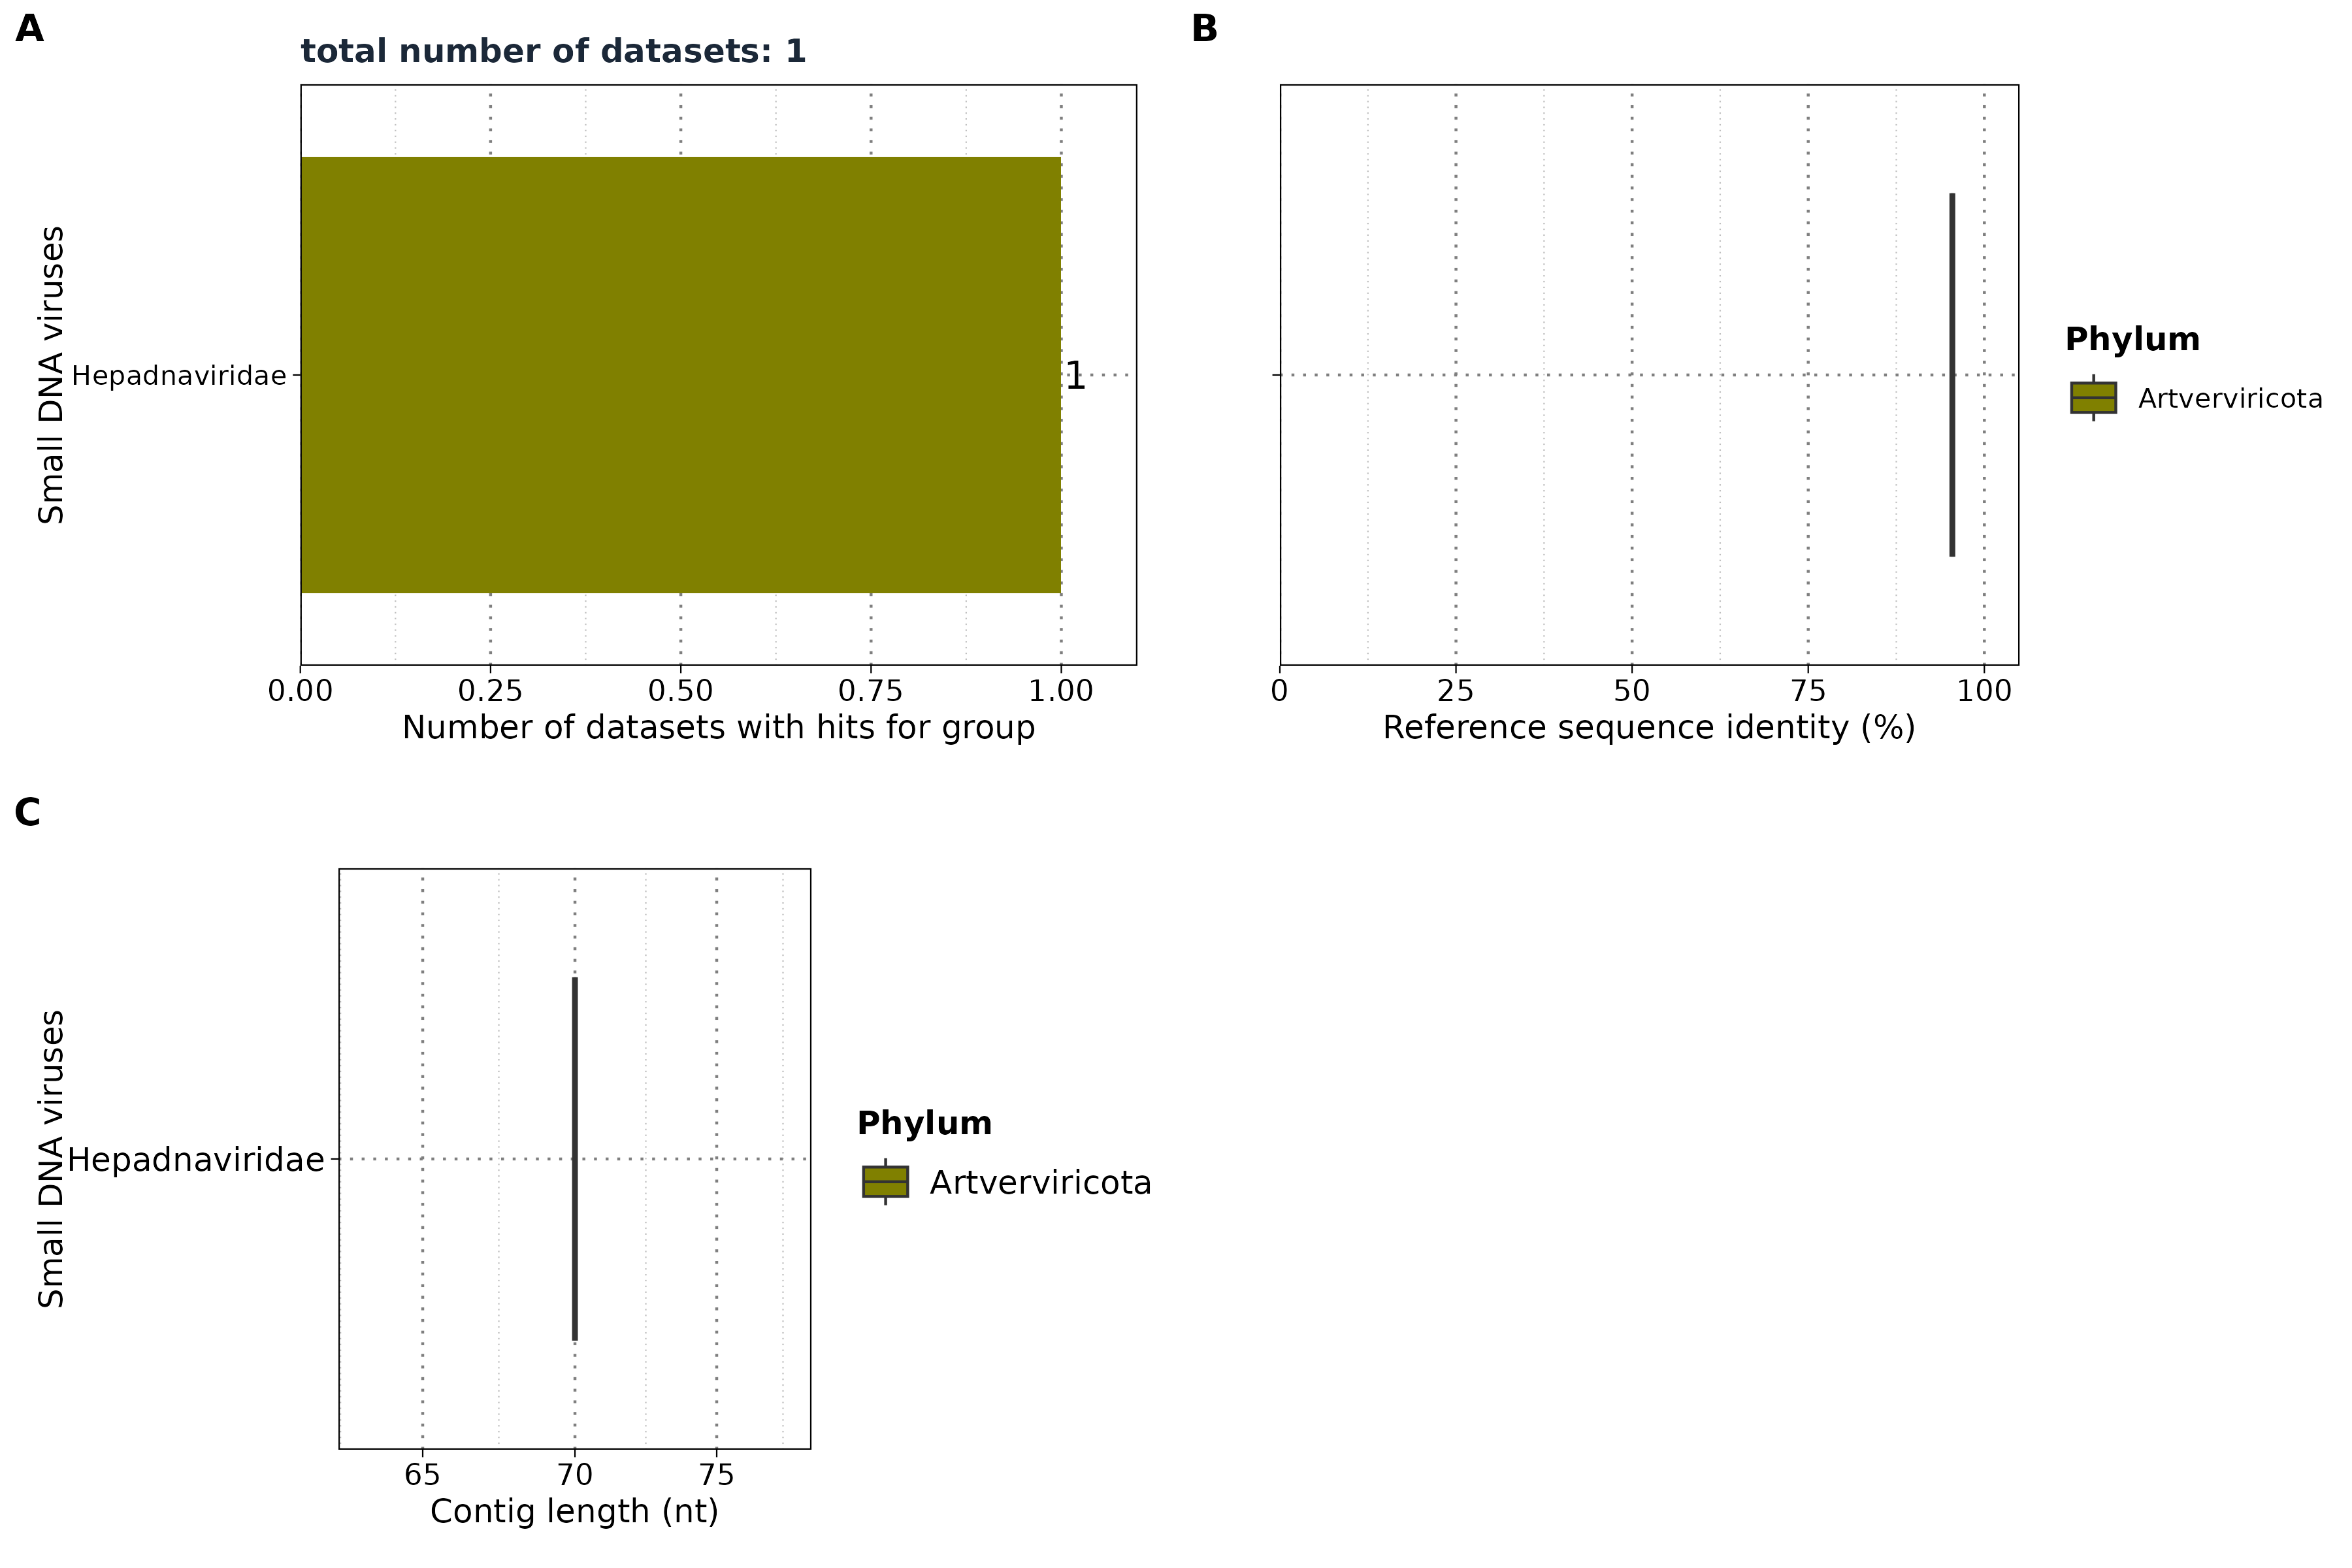 A
total number of datasets: 1
Small DNA viruses
Hepadnaviridae
1
0.00 0.25 0.50 0.75 1.00
Number of datasets with hits for group
B
0 25 50 75 100
Reference sequence identity (%)
Phylum
Artverviricota
C
Small DNA viruses
Hepadnaviridae
65 70 75
Contig length (nt)
Phylum
Artverviricota